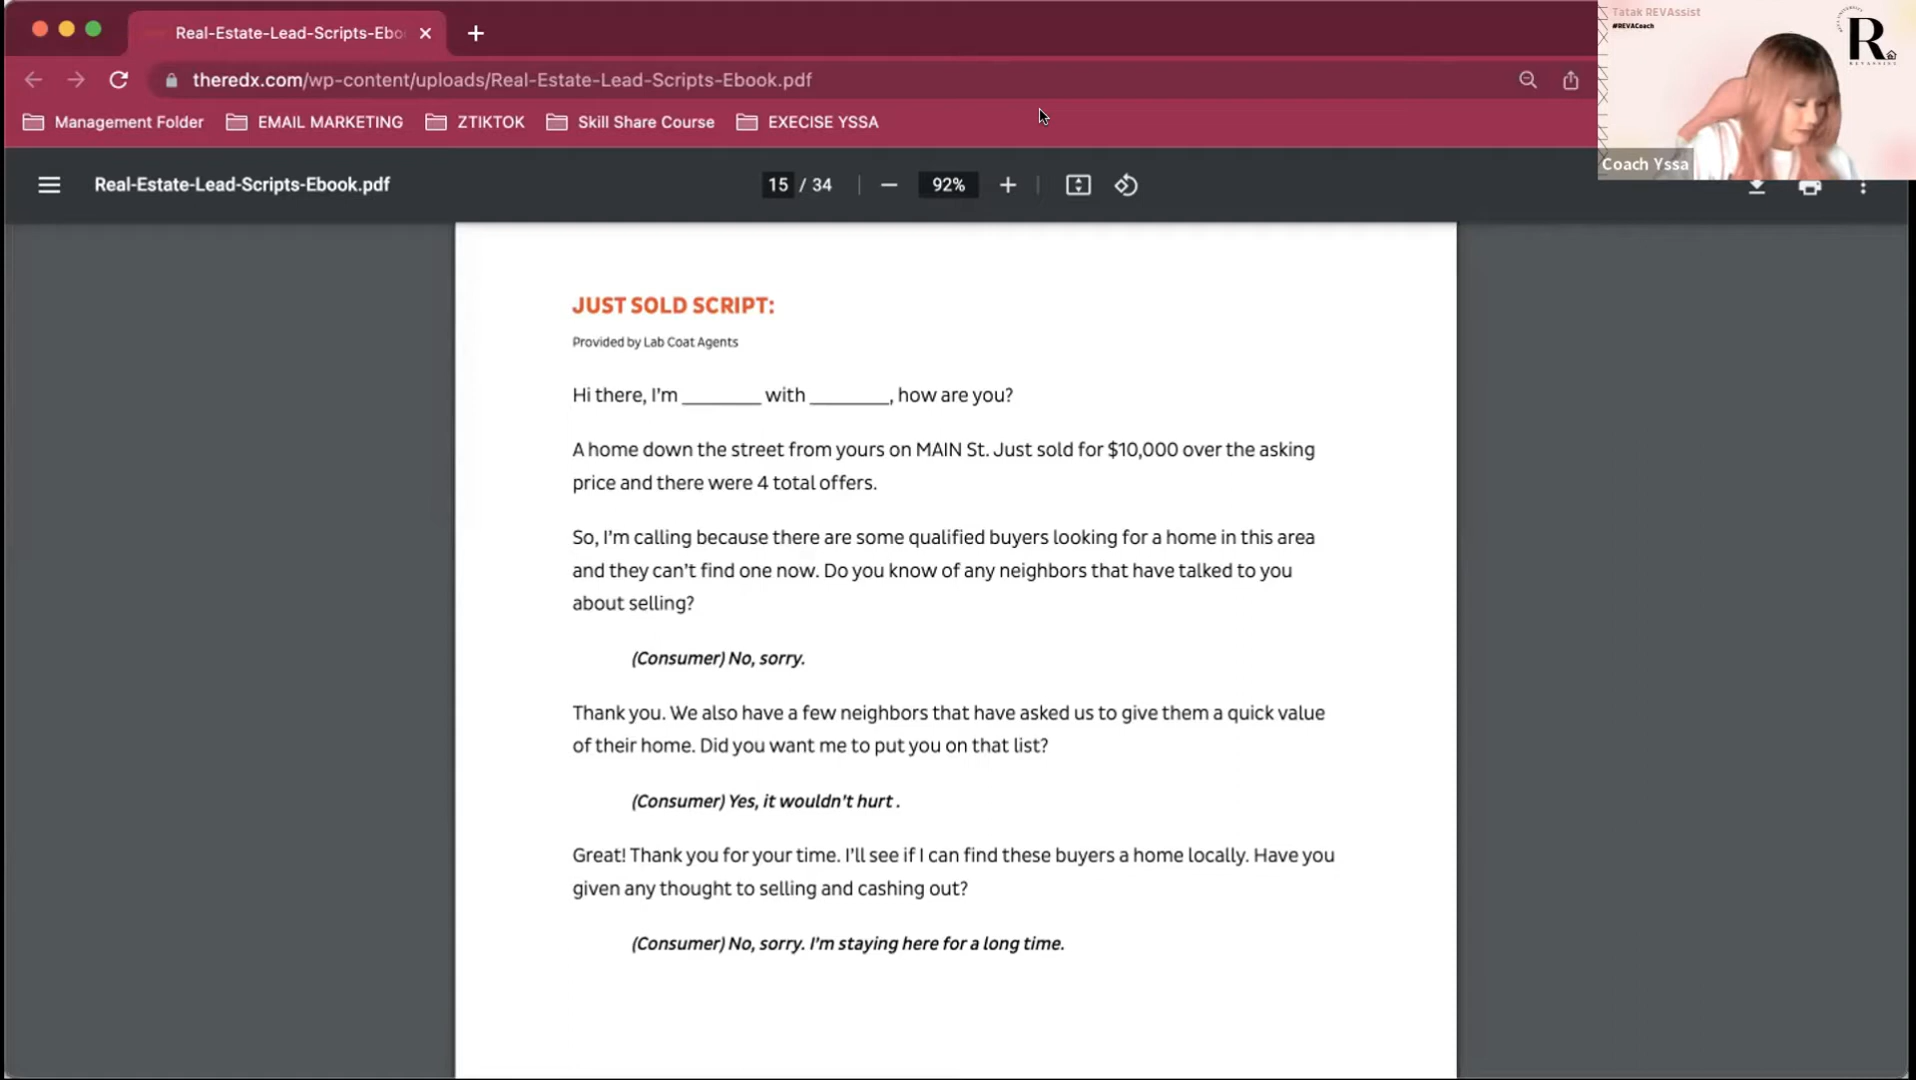 Real-Estate-Lead-Scripts-Ebo
theredx.com/wp-content/uploads/Real-Estate-Lead-Scripts-Ebook.pdf
Management Folder
EMAIL MARKETING
ZTIKTOK
Skill Share Course
EXECISE YSSA
Tatak REVAssist
#REVACoach
R
REVASSIST
Coach Yssa
Real-Estate-Lead-Scripts-Ebook.pdf
15 / 34
92%
JUST SOLD SCRIPT:
Provided by Lab Coat Agents
Hi there, I'm ________ with ________, how are you?
A home down the street from yours on MAIN St. Just sold for $10,000 over the asking
price and there were 4 total offers.
So, I'm calling because there are some qualified buyers looking for a home in this area
and they can't find one now. Do you know of any neighbors that have talked to you
about selling?
(Consumer) No, sorry.
Thank you. We also have a few neighbors that have asked us to give them a quick value
of their home. Did you want me to put you on that list?
(Consumer) Yes, it wouldn't hurt .
Great! Thank you for your time. I'll see if I can find these buyers a home locally. Have you
given any thought to selling and cashing out?
(Consumer) No, sorry. I'm staying here for a long time.